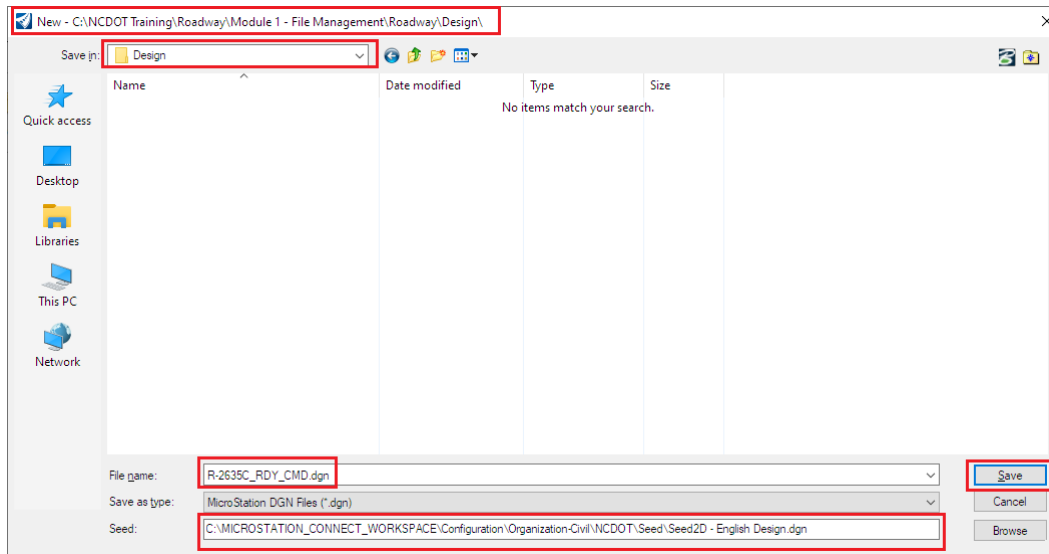 New - C:\NCDOT Training\Roadway\Module 1 - File Management\Roadway\Design\
Save in: Design
Name Date modified Type Size
No items match your search.
Quick access
Desktop
Libraries
This PC
Network
File name: R-2635C_RDY_CMD.dgn Save
Save as type: MicroStation DGN Files (*.dgn) Cancel
Seed: C:\MICROSTATION_CONNECT_WORKSPACE\Configuration\Organization-Civil\NCDOT\Seed\Seed2D - English Design.dgn Browse